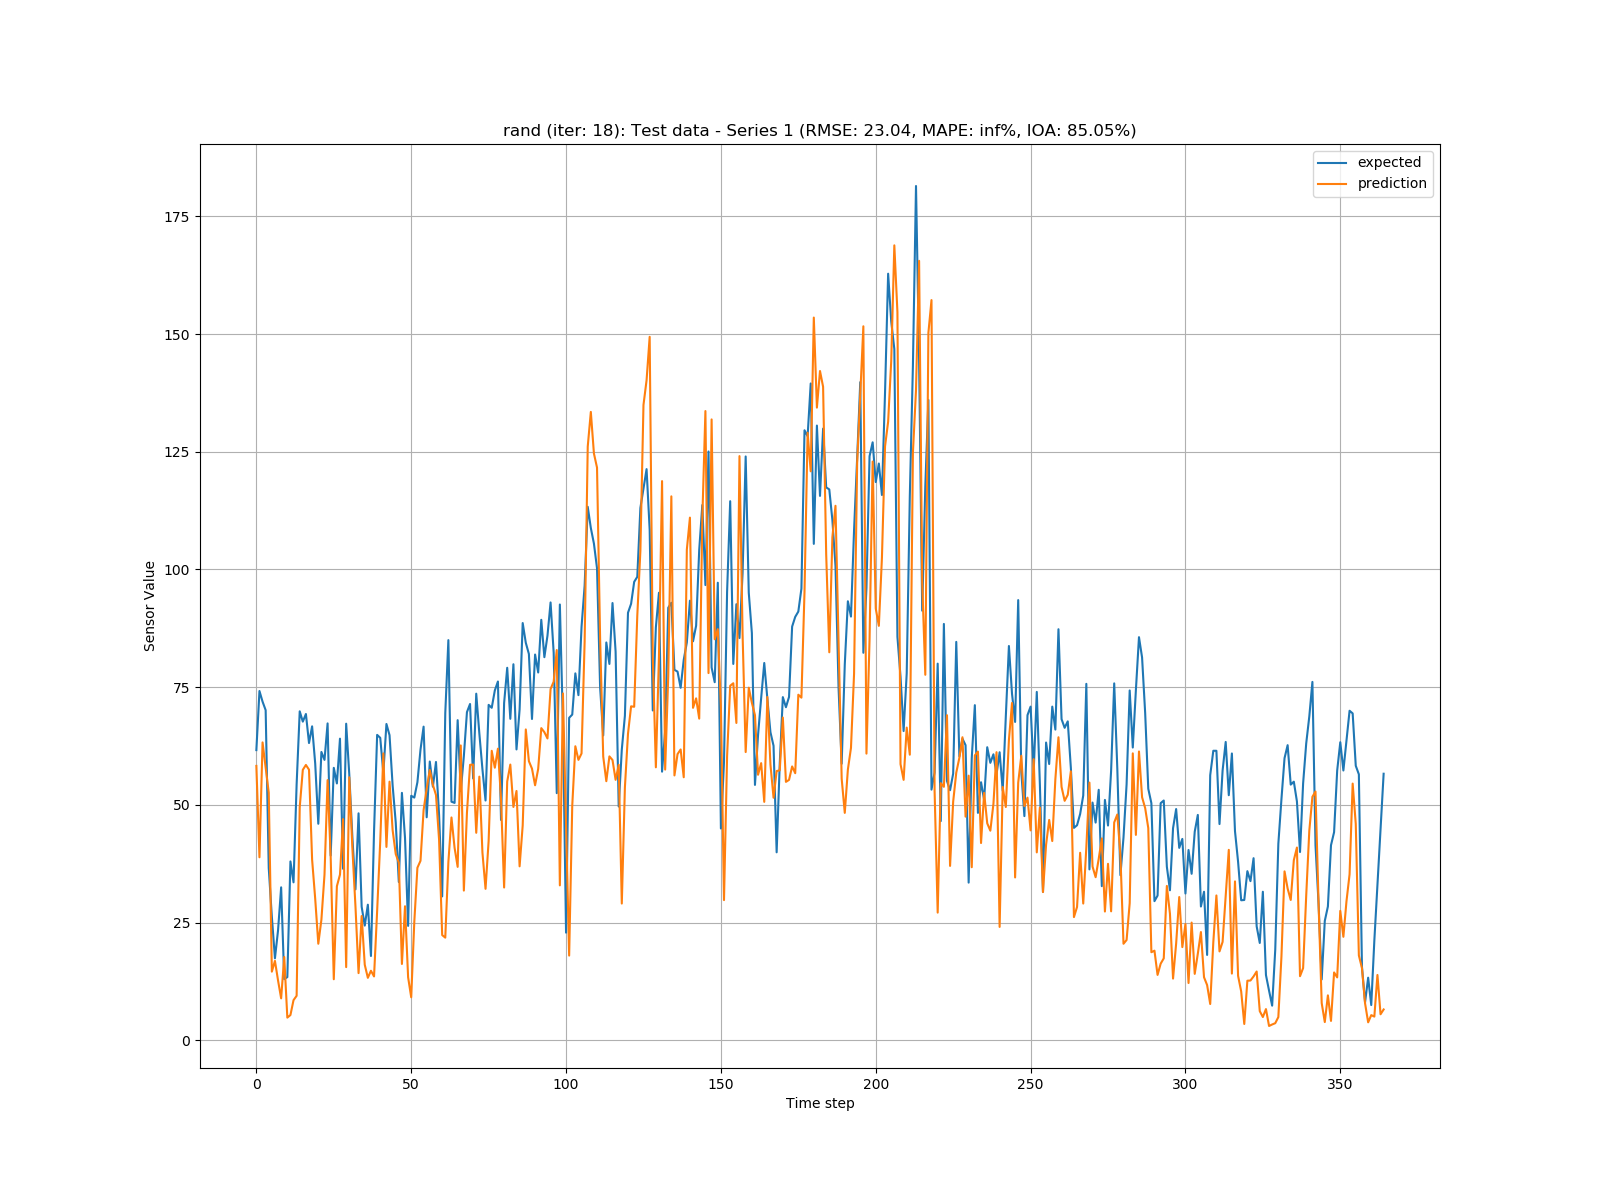 rand (iter: 18): Test data - Series 1 (RMSE: 23.04, MAPE: inf%, IOA: 85.05%)
expected
prediction
175
150
125
100
75
50
25
0
Sensor Value
0 50 100 150 200 250 300 350
Time step